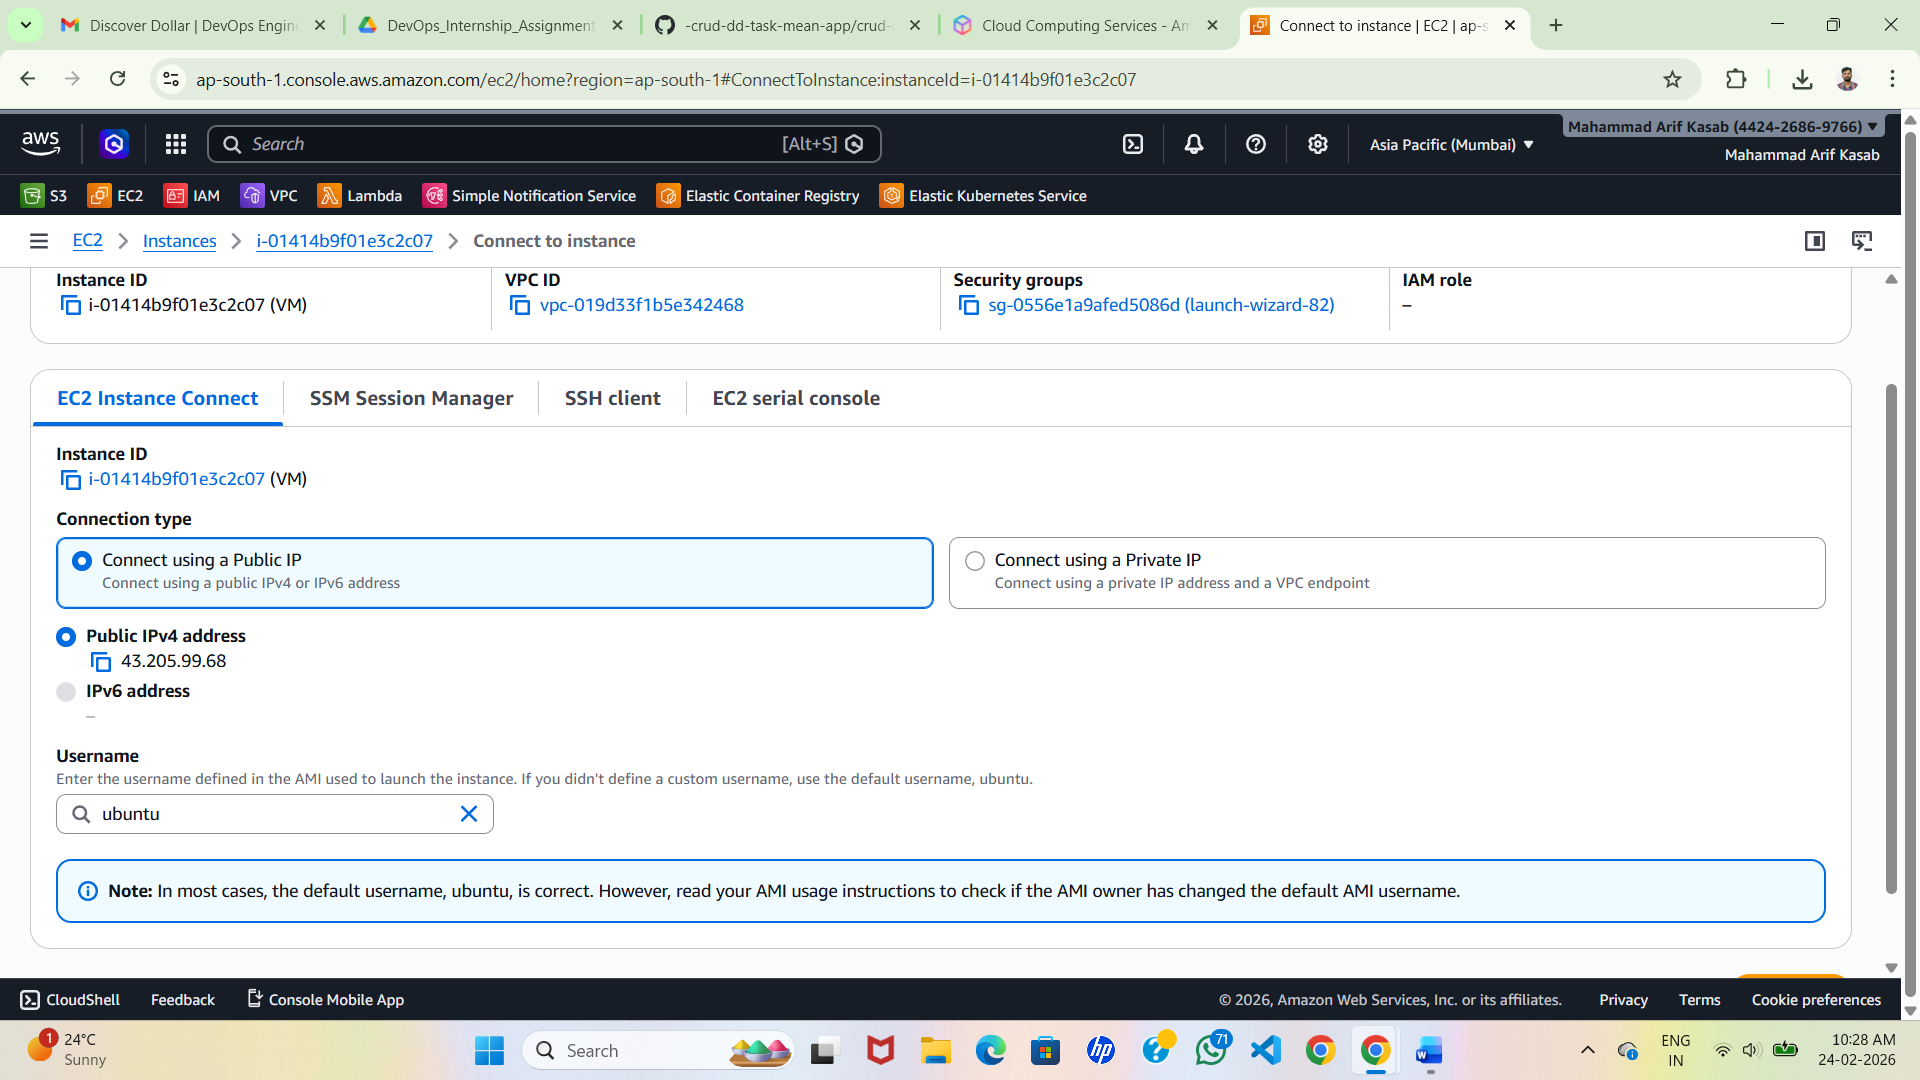 Discover Dollar | DevOps Engin
DevOps_Internship_Assignment
-crud-dd-task-mean-app/crud-
Cloud Computing Services - Am
Connect to instance | EC2 | ap-s
ap-south-1.console.aws.amazon.com/ec2/home?region=ap-south-1#ConnectToInstance:instanceId=i-01414b9f01e3c2c07
aws
Search
[Alt+S]
Asia Pacific (Mumbai)
Mahammad Arif Kasab (4424-2686-9766)
Mahammad Arif Kasab
S3
EC2
IAM
VPC
Lambda
Simple Notification Service
Elastic Container Registry
Elastic Kubernetes Service
EC2
Instances
i-01414b9f01e3c2c07
Connect to instance
Instance ID
i-01414b9f01e3c2c07 (VM)
VPC ID
vpc-019d33f1b5e342468
Security groups
sg-0556e1a9afed5086d (launch-wizard-82)
IAM role
–
EC2 Instance Connect
SSM Session Manager
SSH client
EC2 serial console
Instance ID
i-01414b9f01e3c2c07 (VM)
Connection type
Connect using a Public IP
Connect using a public IPv4 or IPv6 address
Connect using a Private IP
Connect using a private IP address and a VPC endpoint
Public IPv4 address
43.205.99.68
IPv6 address
–
Username
Enter the username defined in the AMI used to launch the instance. If you didn't define a custom username, use the default username, ubuntu.
ubuntu
Note: In most cases, the default username, ubuntu, is correct. However, read your AMI usage instructions to check if the AMI owner has changed the default AMI username.
CloudShell
Feedback
Console Mobile App
© 2026, Amazon Web Services, Inc. or its affiliates.
Privacy
Terms
Cookie preferences
1
24°C
Sunny
Search
hp
71
ENG
IN
10:28 AM
24-02-2026